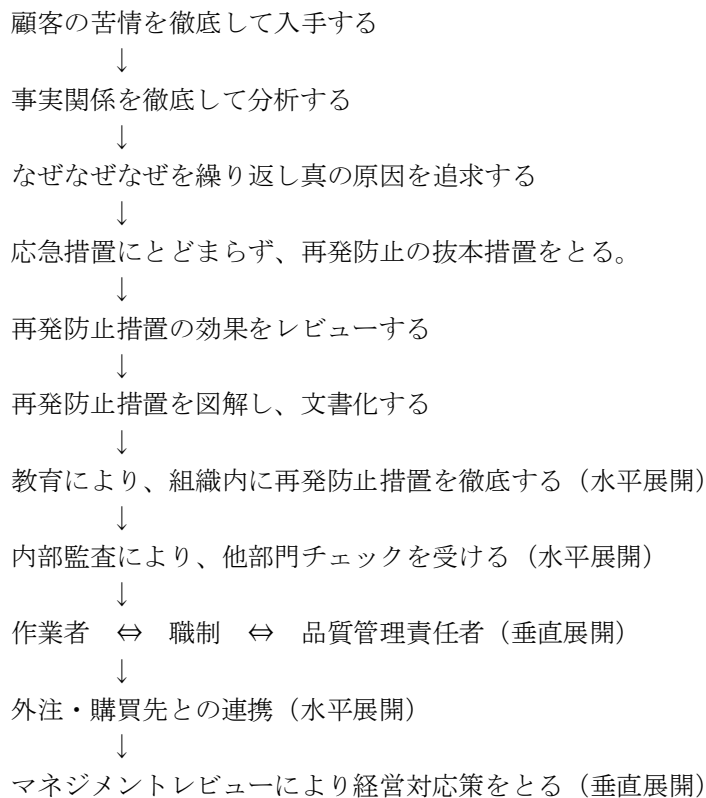 顧客の苦情を徹底して入手する
↓
事実関係を徹底して分析する
↓
なぜなぜなぜを繰り返し真の原因を追求する
↓
応急措置にとどまらず、再発防止の抜本措置をとる。
↓
再発防止措置の効果をレビューする
↓
再発防止措置を図解し、文書化する
↓
教育により、組織内に再発防止措置を徹底する（水平展開）
↓
内部監査により、他部門チェックを受ける（水平展開）
↓
作業者　⇔　職制　⇔　品質管理責任者（垂直展開）
↓
外注・購買先との連携（水平展開）
↓
マネジメントレビューにより経営対応策をとる（垂直展開）